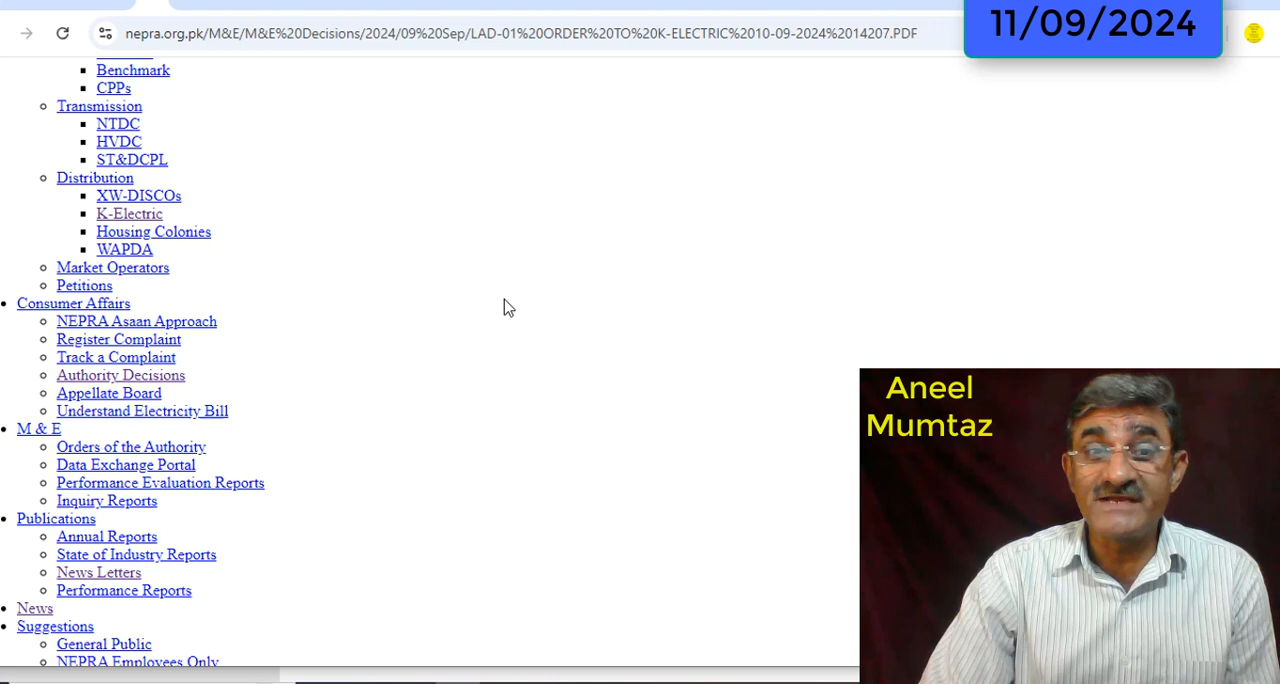 nepra.org.pk/M&E/M&E%20Decisions/2024/09%20Sep/LAD-01%20ORDER%20TO%20K-ELECTRIC%2010-09-2024%2014207.PDF
11/09/2024
Benchmark
CPPs
Transmission
NTDC
HVDC
ST&DCPL
Distribution
XW-DISCOs
K-Electric
Housing Colonies
WAPDA
Market Operators
Petitions
Consumer Affairs
NEPRA Asaan Approach
Register Complaint
Track a Complaint
Authority Decisions
Appellate Board
Understand Electricity Bill
M & E
Orders of the Authority
Data Exchange Portal
Performance Evaluation Reports
Inquiry Reports
Publications
Annual Reports
State of Industry Reports
News Letters
Performance Reports
News
Suggestions
General Public
NEPRA Employees Only
Aneel
Mumtaz